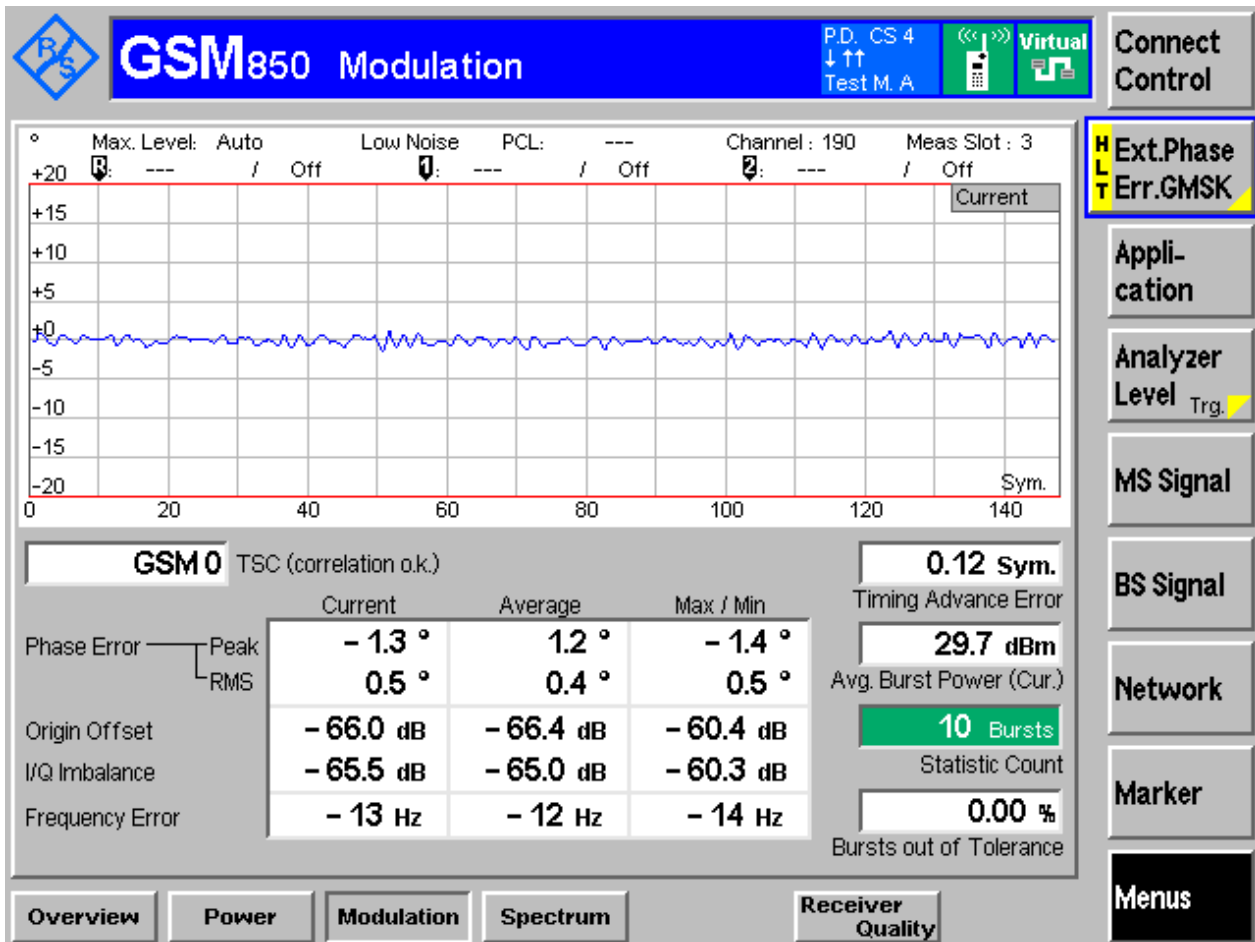 R/S
GSM850 Modulation
P.D. CS 4
↓ ↑↑
Test M. A
Virtual
Connect
Control
° Max. Level: Auto Low Noise PCL: --- Channel : 190 Meas Slot : 3
R: --- / Off 1: --- / Off 2: --- / Off
Current
+20
+15
+10
+5
±0
-5
-10
-15
-20
Sym.
0 20 40 60 80 100 120 140
H
L
T
Ext.Phase
Err.GMSK
Appli-
cation
Analyzer
Level Trg.
MS Signal
BS Signal
Network
Marker
Menus
GSM 0 TSC (correlation o.k.)
Current Average Max / Min
Phase Error Peak - 1.3 ° 1.2 ° - 1.4 °
RMS 0.5 ° 0.4 ° 0.5 °
Origin Offset - 66.0 dB - 66.4 dB - 60.4 dB
I/Q Imbalance - 65.5 dB - 65.0 dB - 60.3 dB
Frequency Error - 13 Hz - 12 Hz - 14 Hz
0.12 Sym.
Timing Advance Error
29.7 dBm
Avg. Burst Power (Cur.)
10 Bursts
Statistic Count
0.00 %
Bursts out of Tolerance
Overview Power Modulation Spectrum
Receiver
Quality